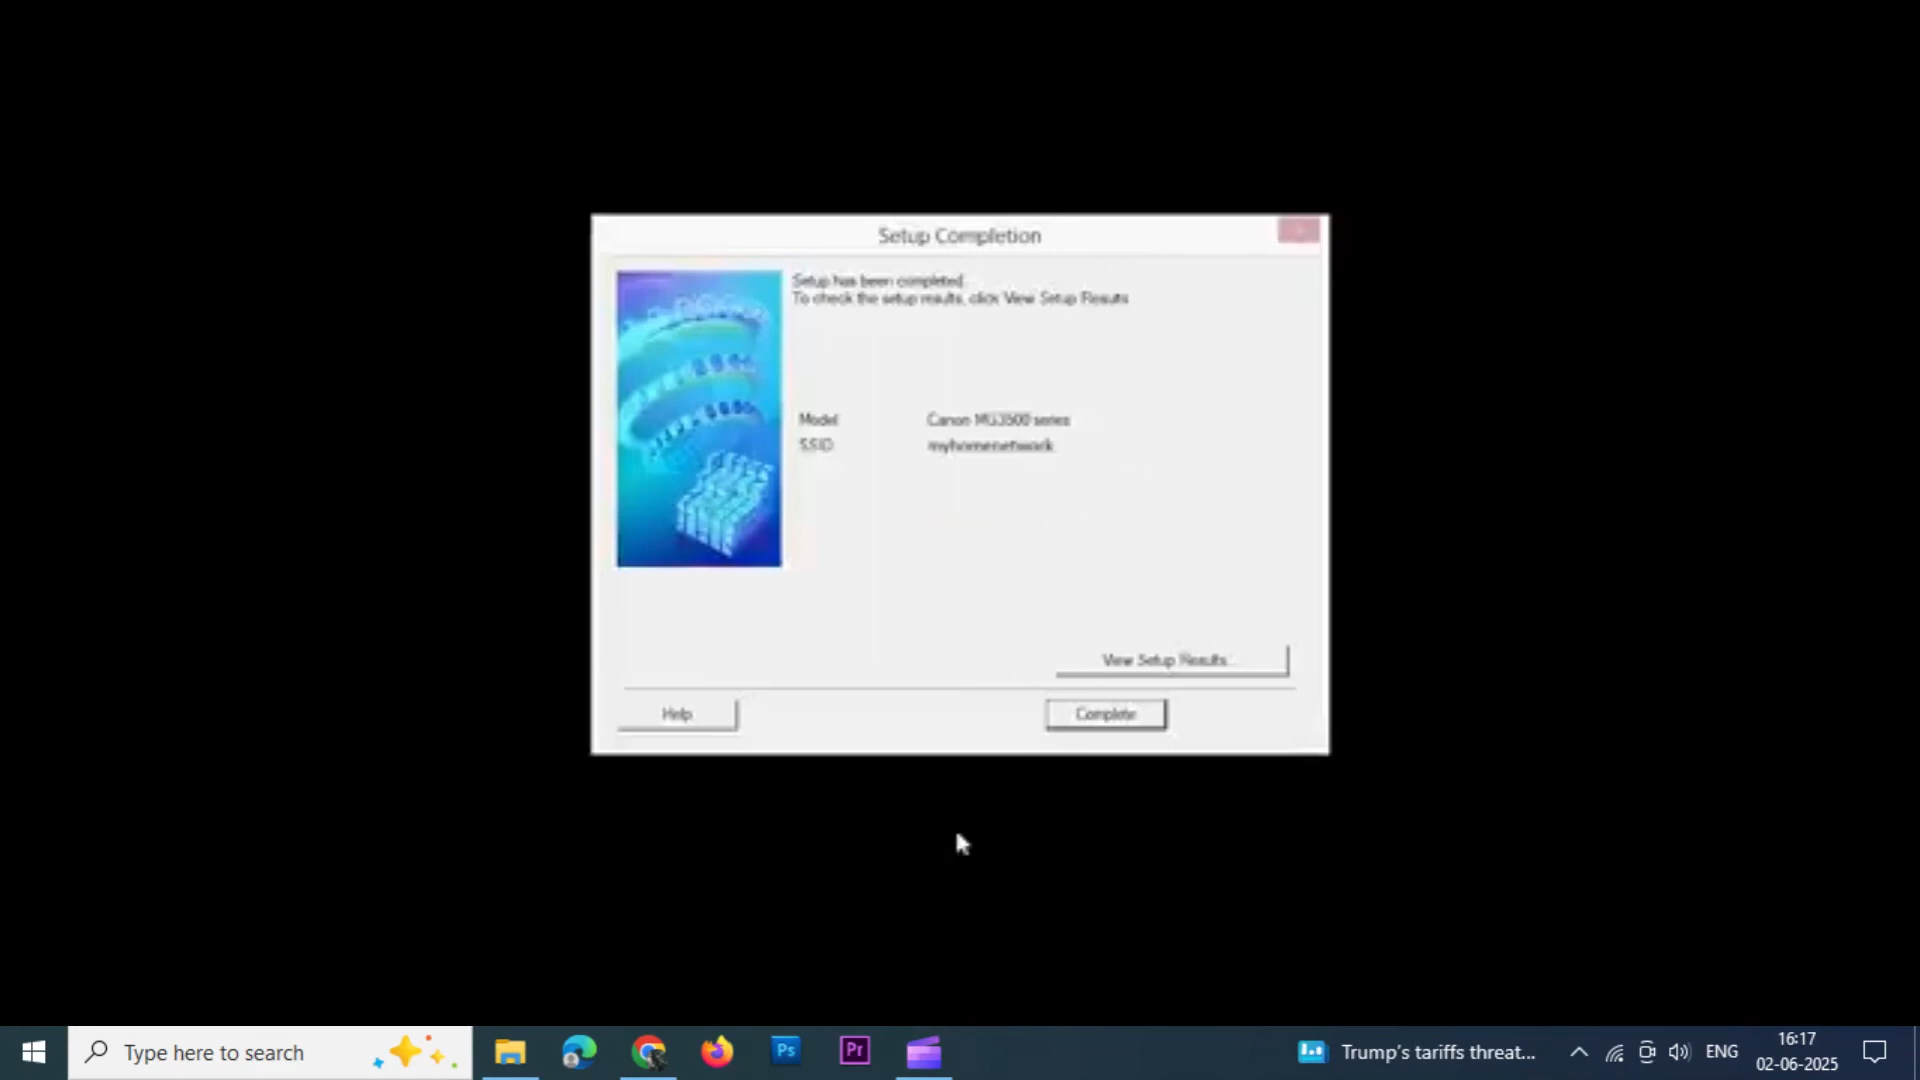 Setup Completion
Setup has been completed.
To check the setup results, click View Setup Results
Model Canon MG3500 series
SSID myhomenetwork
View Setup Results...
Help Complete
Type here to search
Ps
Pr
Trump's tariffs threat...
ENG
16:17
02-06-2025